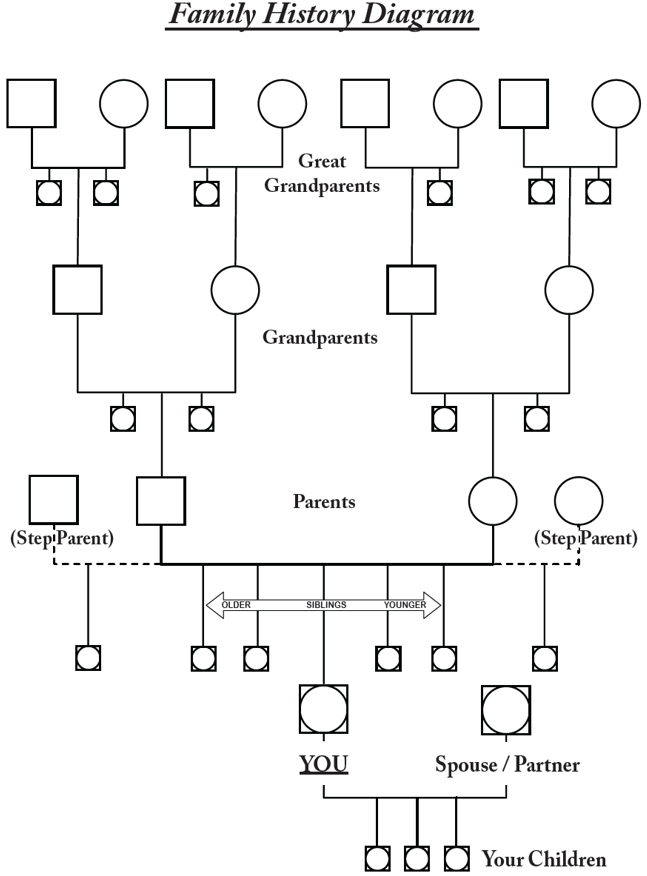 Family History Diagram
Great
Grandparents
Grandparents
Parents
(Step Parent)
(Step Parent)
OLDER SIBLINGS YOUNGER
YOU
Spouse / Partner
Your Children